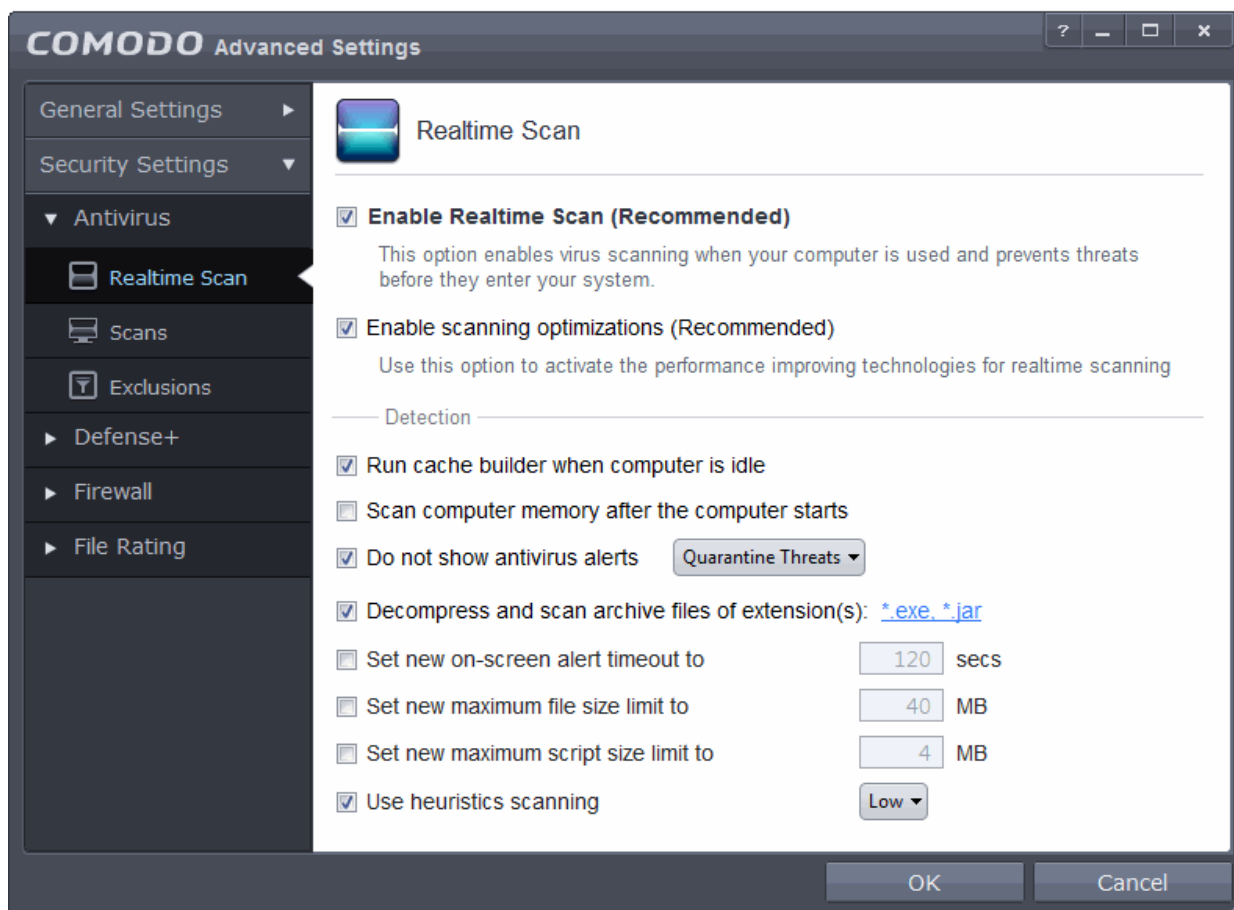 COMODO Advanced Settings
?
General Settings
Security Settings
Antivirus
Realtime Scan
Scans
Exclusions
Defense+
Firewall
File Rating
Realtime Scan
Enable Realtime Scan (Recommended)
This option enables virus scanning when your computer is used and prevents threats
before they enter your system.
Enable scanning optimizations (Recommended)
Use this option to activate the performance improving technologies for realtime scanning
Detection
Run cache builder when computer is idle
Scan computer memory after the computer starts
Do not show antivirus alerts Quarantine Threats
Decompress and scan archive files of extension(s): *.exe, *.jar
Set new on-screen alert timeout to 120 secs
Set new maximum file size limit to 40 MB
Set new maximum script size limit to 4 MB
Use heuristics scanning Low
OK Cancel